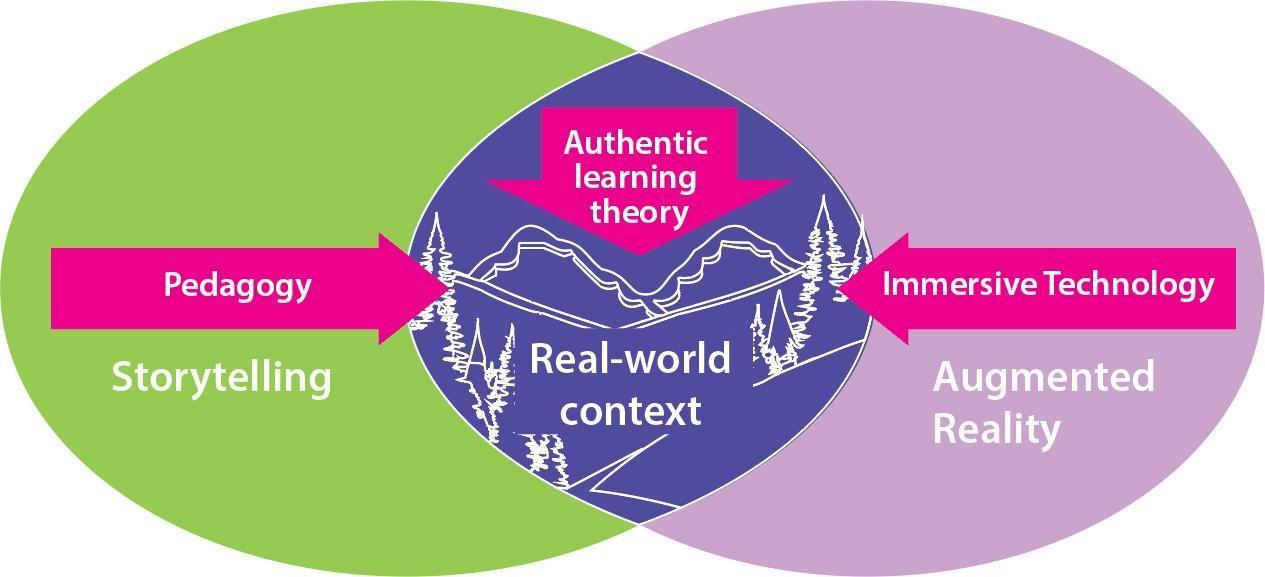 Authentic
learning
theory
Pedagogy
Immersive Technology
Storytelling
Real-world
context
Augmented
Reality